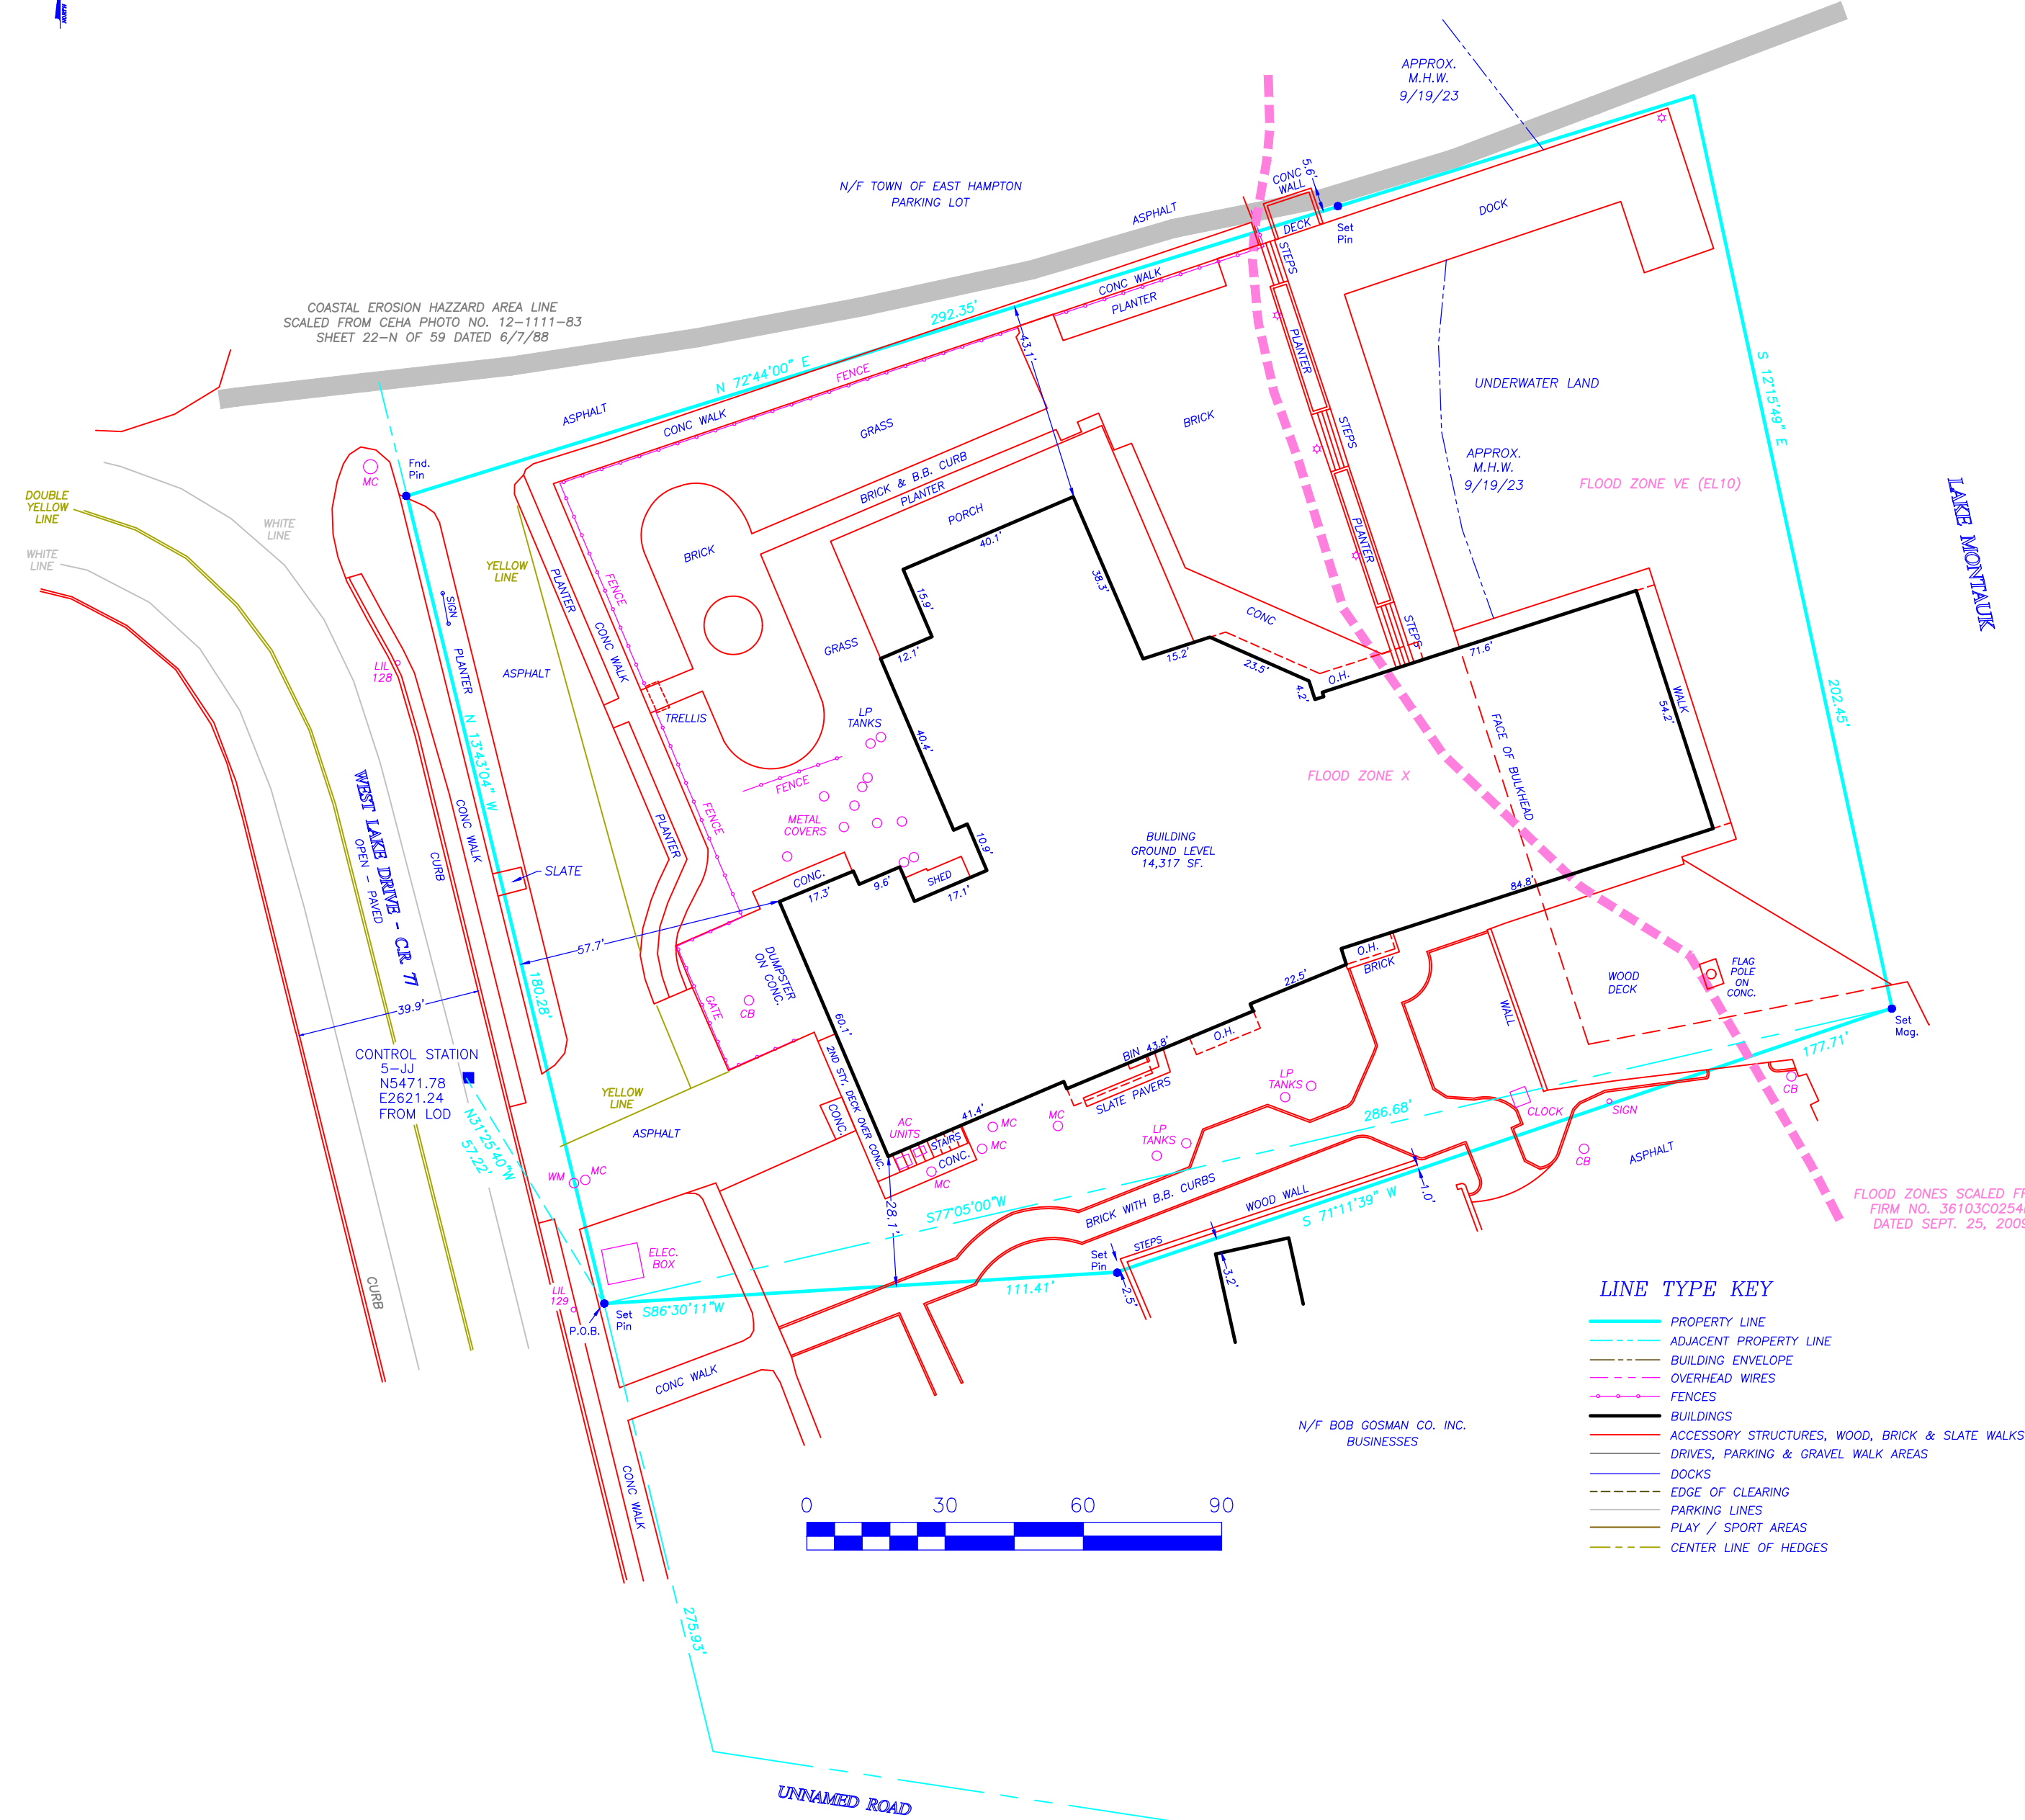 NORTH
APPROX.
M.H.W.
9/19/23
N/F TOWN OF EAST HAMPTON
PARKING LOT
CONC
WALL
5.6'
ASPHALT
DECK
Set
Pin
DOCK
STEPS
COASTAL EROSION HAZZARD AREA LINE
SCALED FROM CEHA PHOTO NO. 12-1111-83
SHEET 22-N OF 59 DATED 6/7/88
292.35'
N 72°44'00" E
CONC WALK
PLANTER
43.1'
FENCE
PLANTER
S 12°15'49" E
UNDERWATER LAND
ASPHALT
CONC WALK
GRASS
BRICK
STEPS
APPROX.
M.H.W.
9/19/23
FLOOD ZONE VE (EL10)
LAKE MONTAUK
Fnd.
Pin
MC
BRICK & B.B. CURB
PLANTER
PORCH
40.1'
DOUBLE
YELLOW
LINE
WHITE
LINE
WHITE
LINE
YELLOW
LINE
BRICK
PLANTER
38.3'
15.9'
FENCE
PLANTER
SIGN
CONC
STEPS
GRASS
12.1'
15.2'
23.5'
4.2'
O.H.
71.6'
CONC WALK
LIL
128
PLANTER
ASPHALT
TRELLIS
LP
TANKS
WALK
54.2'
202.45'
N 13°43'04" W
40.4'
FACE OF BULKHEAD
FLOOD ZONE X
FENCE
WEST LAKE DRIVE - C.R. 77
OPEN - PAVED
CONC WALK
CURB
FENCE
METAL
COVERS
PLANTER
10.9'
BUILDING
GROUND LEVEL
14,317 SF.
SLATE
CONC.
17.3'
9.6'
SHED
17.1'
84.8'
57.7'
DUMPSTER
ON CONC.
O.H.
BRICK
WOOD
DECK
FLAG
POLE
ON
CONC.
180.28'
39.9'
GATE
CB
60.1'
22.5'
WALL
Set
Mag.
177.71'
O.H.
BIN
43.8'
CONTROL STATION
5-JJ
N5471.78
E2621.24
FROM LOD
2ND STY. DECK OVER CONC.
YELLOW
LINE
LP
TANKS
SLATE PAVERS
CB
CONC.
41.4'
286.68'
CLOCK
SIGN
N31°25'40"W
57.22'
ASPHALT
AC
UNITS
STAIRS
CONC.
MC
MC
MC
MC
LP
TANKS
CB
ASPHALT
WM
MC
28.1'
S77°05'00"W
BRICK WITH B.B. CURBS
WOOD WALL
1.0'
S 71°11'39" W
FLOOD ZONES SCALED FR
FIRM NO. 36103C0254
DATED SEPT. 25, 2009
ELEC.
BOX
STEPS
Set
Pin
2.5'
3.2'
LIL
129
P.O.B.
Set
Pin
S86°30'11"W
111.41'
CURB
CONC WALK
N/F BOB GOSMAN CO. INC.
BUSINESSES
CONC WALK
LINE TYPE KEY
PROPERTY LINE
ADJACENT PROPERTY LINE
BUILDING ENVELOPE
OVERHEAD WIRES
FENCES
BUILDINGS
ACCESSORY STRUCTURES, WOOD, BRICK & SLATE WALKS
DRIVES, PARKING & GRAVEL WALK AREAS
DOCKS
EDGE OF CLEARING
PARKING LINES
PLAY / SPORT AREAS
CENTER LINE OF HEDGES
0 30 60 90
275.93'
UNNAMED ROAD